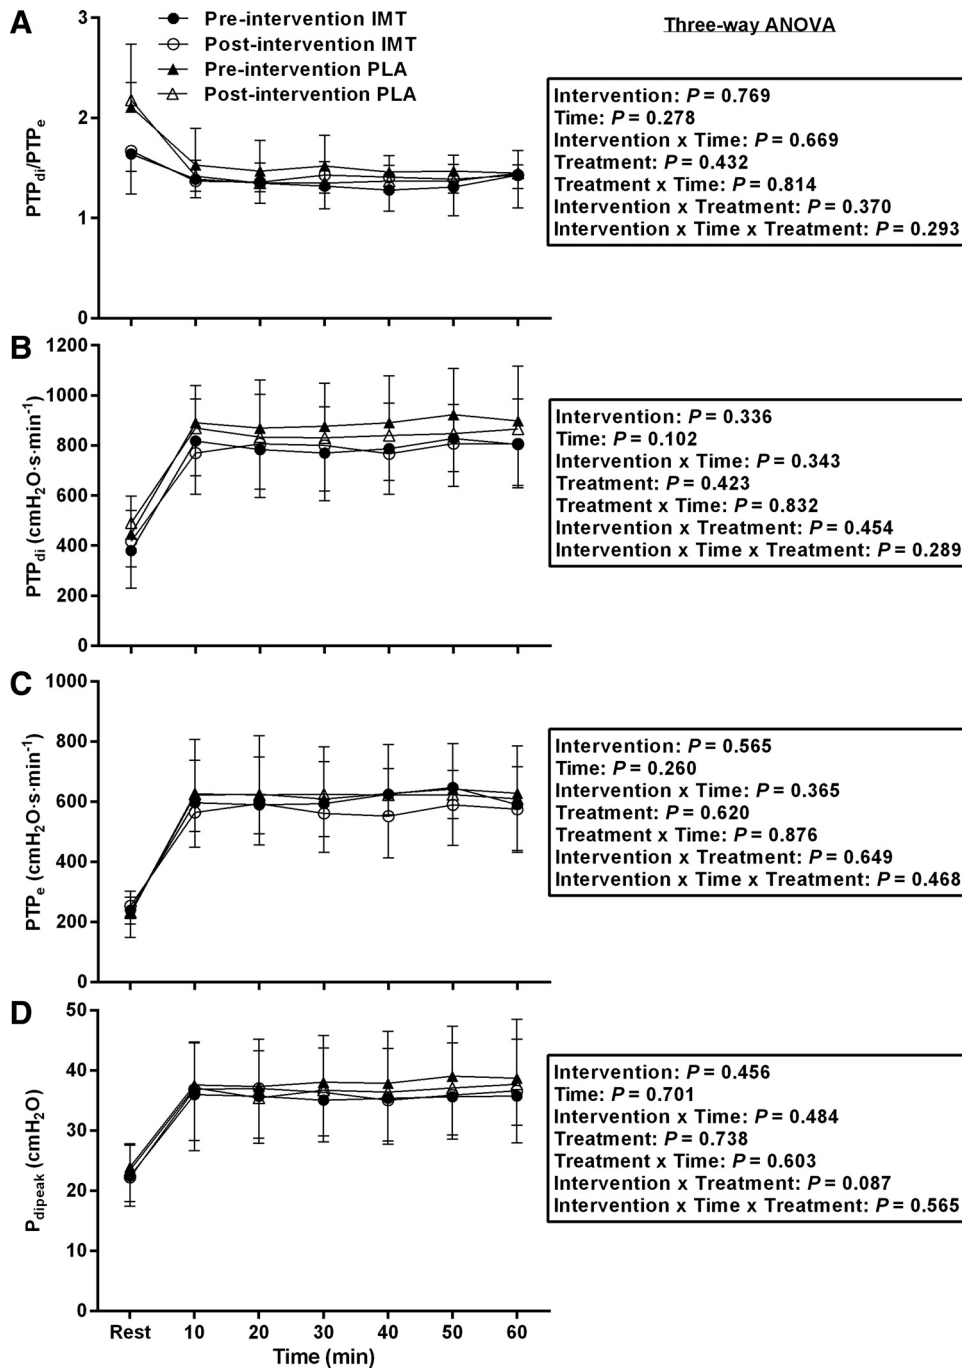 A
3
Pre-intervention IMT
Post-intervention IMT
Pre-intervention PLA
Post-intervention PLA
2
1
0
PTPdi/PTPe
Three-way ANOVA
Intervention: P = 0.769
Time: P = 0.278
Intervention x Time: P = 0.669
Treatment: P = 0.432
Treatment x Time: P = 0.814
Intervention x Treatment: P = 0.370
Intervention x Time x Treatment: P = 0.293
B
1200
1000
800
600
400
200
0
PTPdi (cmH2O·s·min-1)
Intervention: P = 0.336
Time: P = 0.102
Intervention x Time: P = 0.343
Treatment: P = 0.423
Treatment x Time: P = 0.832
Intervention x Treatment: P = 0.454
Intervention x Time x Treatment: P = 0.289
C
1000
800
600
400
200
0
PTPe (cmH2O·s·min-1)
Intervention: P = 0.565
Time: P = 0.260
Intervention x Time: P = 0.365
Treatment: P = 0.620
Treatment x Time: P = 0.876
Intervention x Treatment: P = 0.649
Intervention x Time x Treatment: P = 0.468
D
50
40
30
20
10
0
Pdipeak (cmH2O)
Intervention: P = 0.456
Time: P = 0.701
Intervention x Time: P = 0.484
Treatment: P = 0.738
Treatment x Time: P = 0.603
Intervention x Treatment: P = 0.087
Intervention x Time x Treatment: P = 0.565
Rest 10 20 30 40 50 60
Time (min)